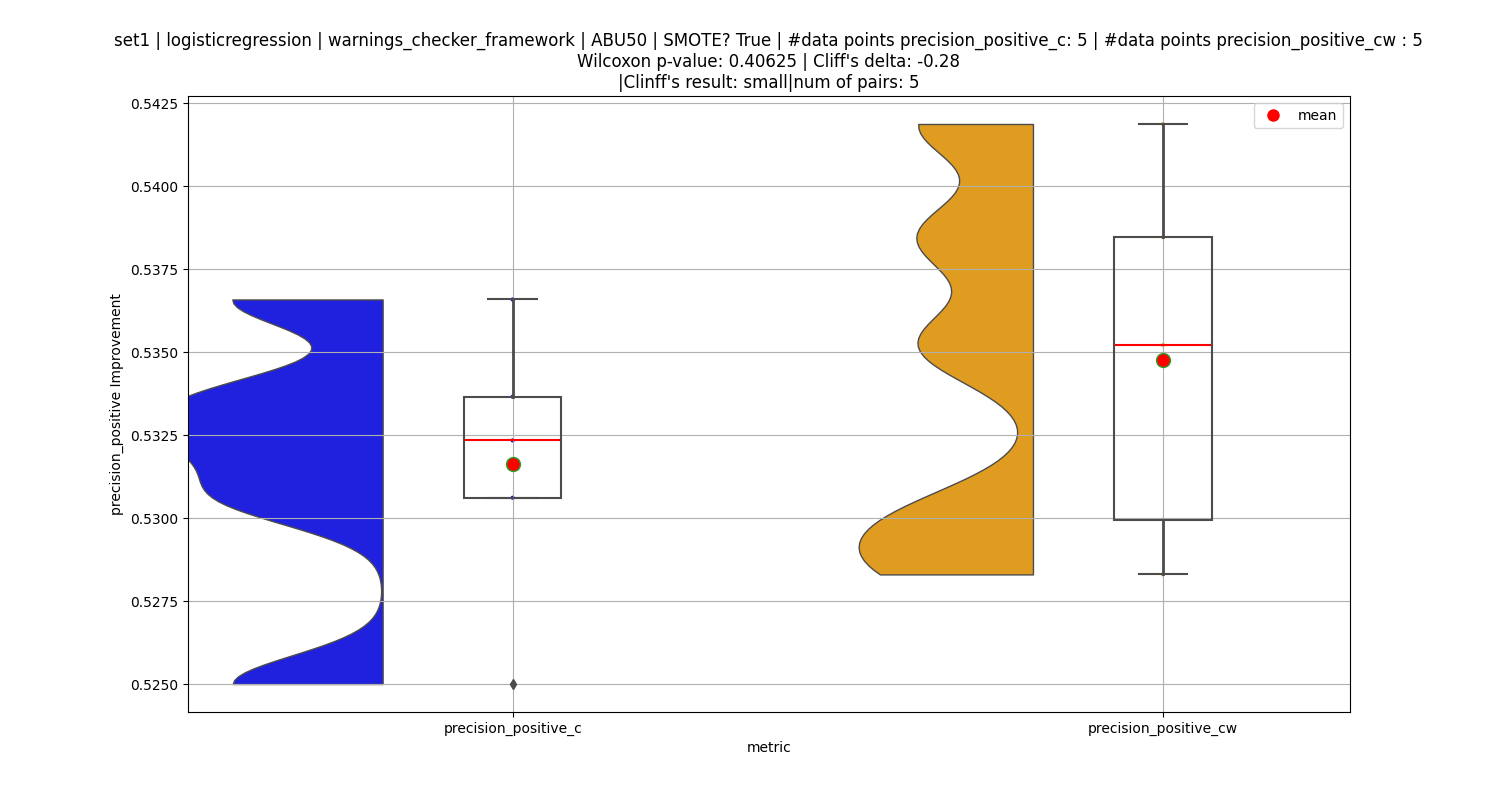 set1 | logisticregression | warnings_checker_framework | ABU50 | SMOTE? True | #data points precision_positive_c: 5 | #data points precision_positive_cw : 5
Wilcoxon p-value: 0.40625 | Cliff's delta: -0.28
|Clinff's result: small|num of pairs: 5
mean
0.5425
0.5400
0.5375
0.5350
0.5325
0.5300
0.5275
0.5250
precision_positive Improvement
precision_positive_c
precision_positive_cw
metric